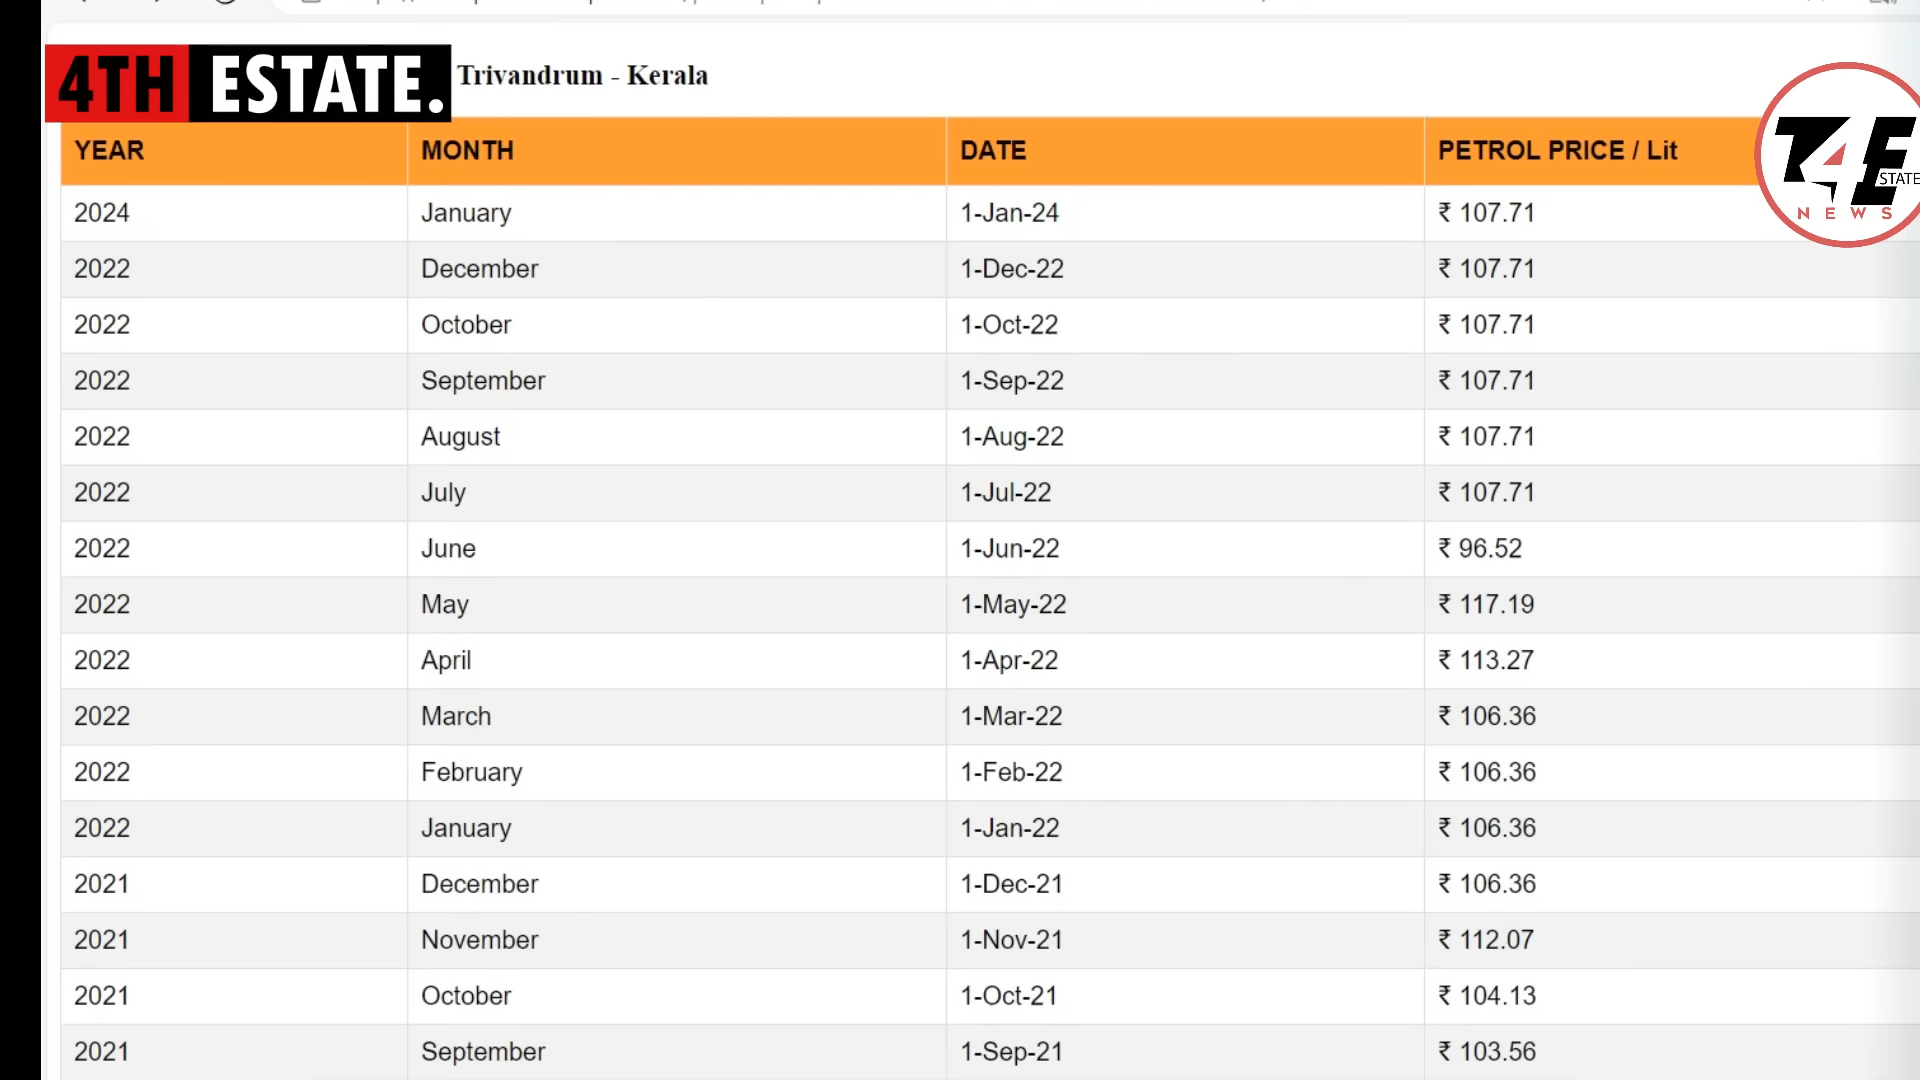 4TH ESTATE. Trivandrum - Kerala
YEAR MONTH DATE PETROL PRICE / Lit
T4E
STATE
NEWS
2024 January 1-Jan-24 ₹ 107.71
2022 December 1-Dec-22 ₹ 107.71
2022 October 1-Oct-22 ₹ 107.71
2022 September 1-Sep-22 ₹ 107.71
2022 August 1-Aug-22 ₹ 107.71
2022 July 1-Jul-22 ₹ 107.71
2022 June 1-Jun-22 ₹ 96.52
2022 May 1-May-22 ₹ 117.19
2022 April 1-Apr-22 ₹ 113.27
2022 March 1-Mar-22 ₹ 106.36
2022 February 1-Feb-22 ₹ 106.36
2022 January 1-Jan-22 ₹ 106.36
2021 December 1-Dec-21 ₹ 106.36
2021 November 1-Nov-21 ₹ 112.07
2021 October 1-Oct-21 ₹ 104.13
2021 September 1-Sep-21 ₹ 103.56